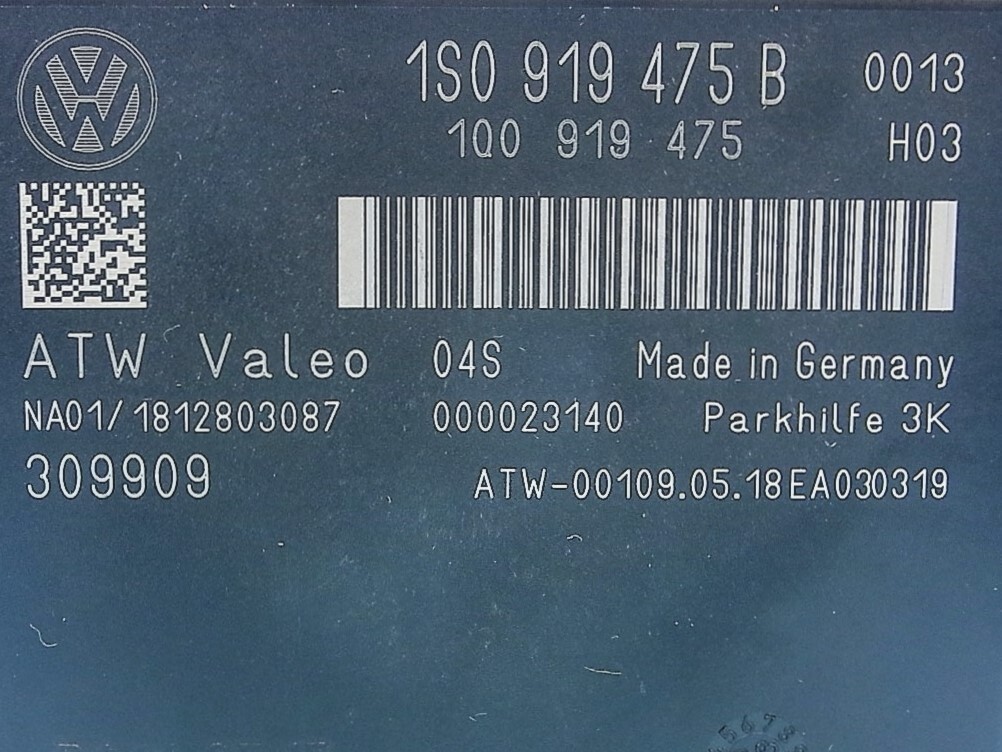 1S0 919 475 B 0013
1Q0 919 475 H03
ATW Valeo 04S Made in Germany
NA01/1812803087 000023140 Parkhilfe 3K
309909 ATW-00109.05.18EA030319